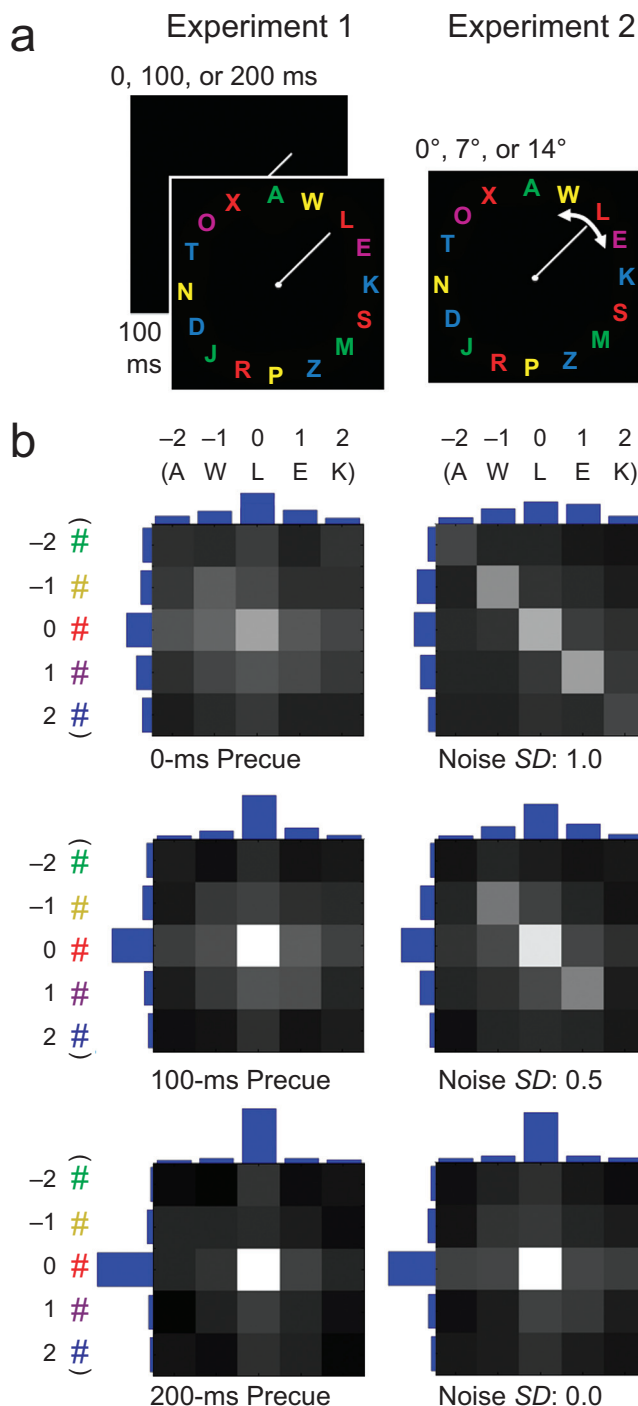 a
Experiment 1
Experiment 2
0, 100, or 200 ms
0°, 7°, or 14°
100
ms
A
W
L
E
K
S
M
Z
P
R
J
D
N
T
O
X
A
W
L
E
K
S
M
Z
P
R
J
D
N
T
O
X
b
–2 –1 0 1 2
(A W L E K)
–2 –1 0 1 2
(A W L E K)
–2 #
–1 #
0 #
1 #
2 #
( )
0-ms Precue
Noise SD: 1.0
–2 #
–1 #
0 #
1 #
2 #
( )
100-ms Precue
Noise SD: 0.5
–2 #
–1 #
0 #
1 #
2 #
( )
200-ms Precue
Noise SD: 0.0